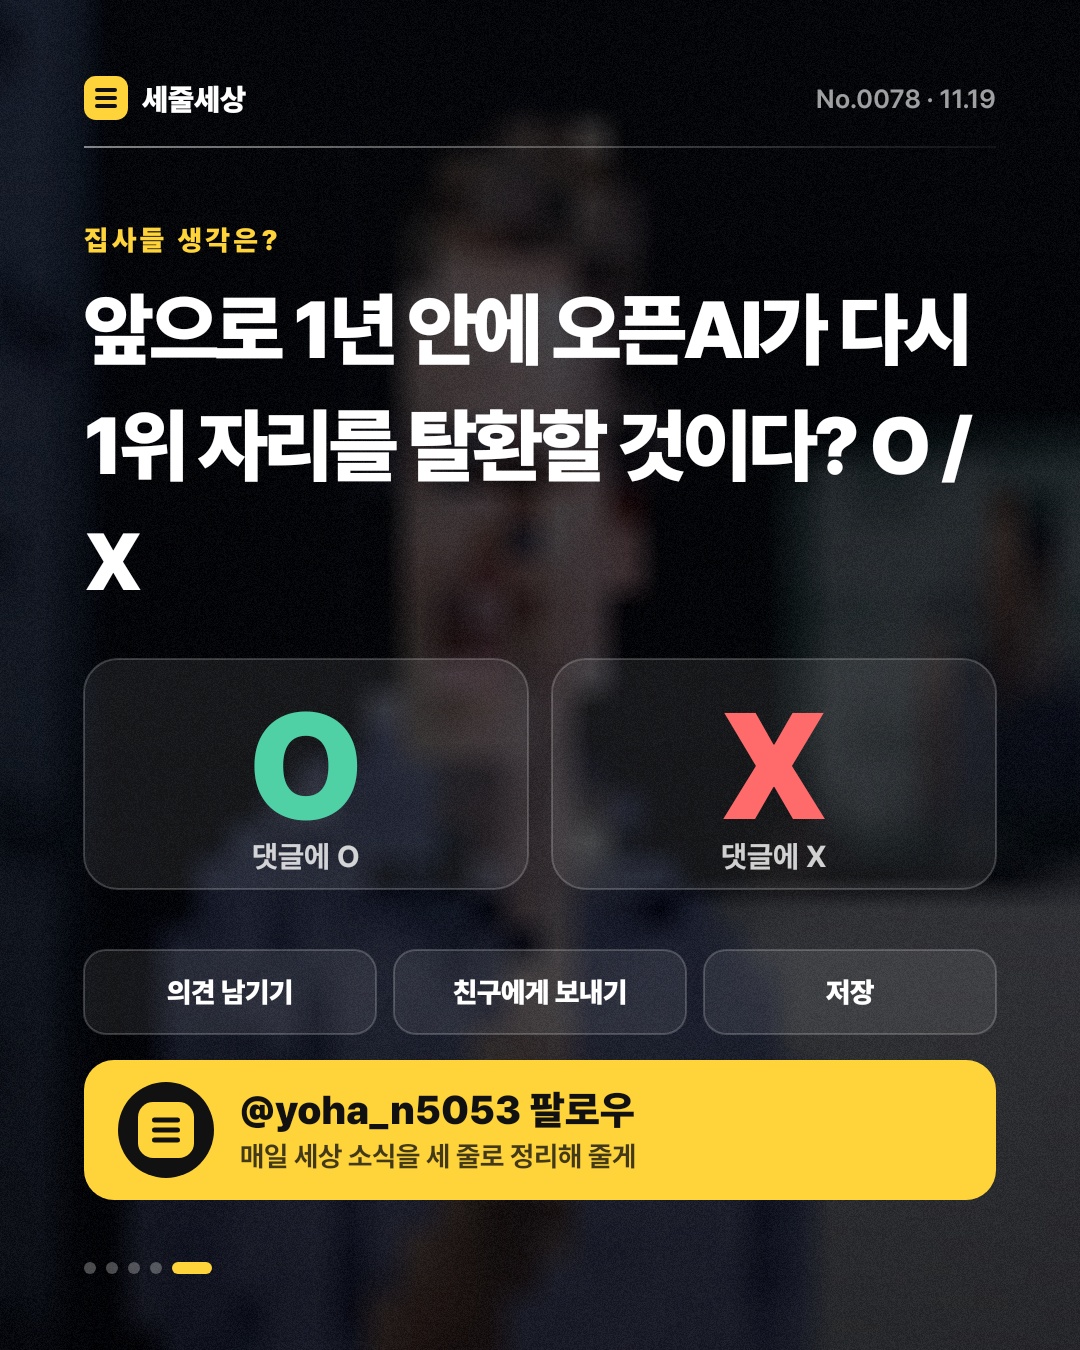 세줄세상
No.0078 · 11.19
집사들 생각은?
앞으로 1년 안에 오픈AI가 다시
1위 자리를 탈환할 것이다? O /
X
O
댓글에 O
X
댓글에 X
의견 남기기
친구에게 보내기
저장
@yoha_n5053 팔로우
매일 세상 소식을 세 줄로 정리해 줄게